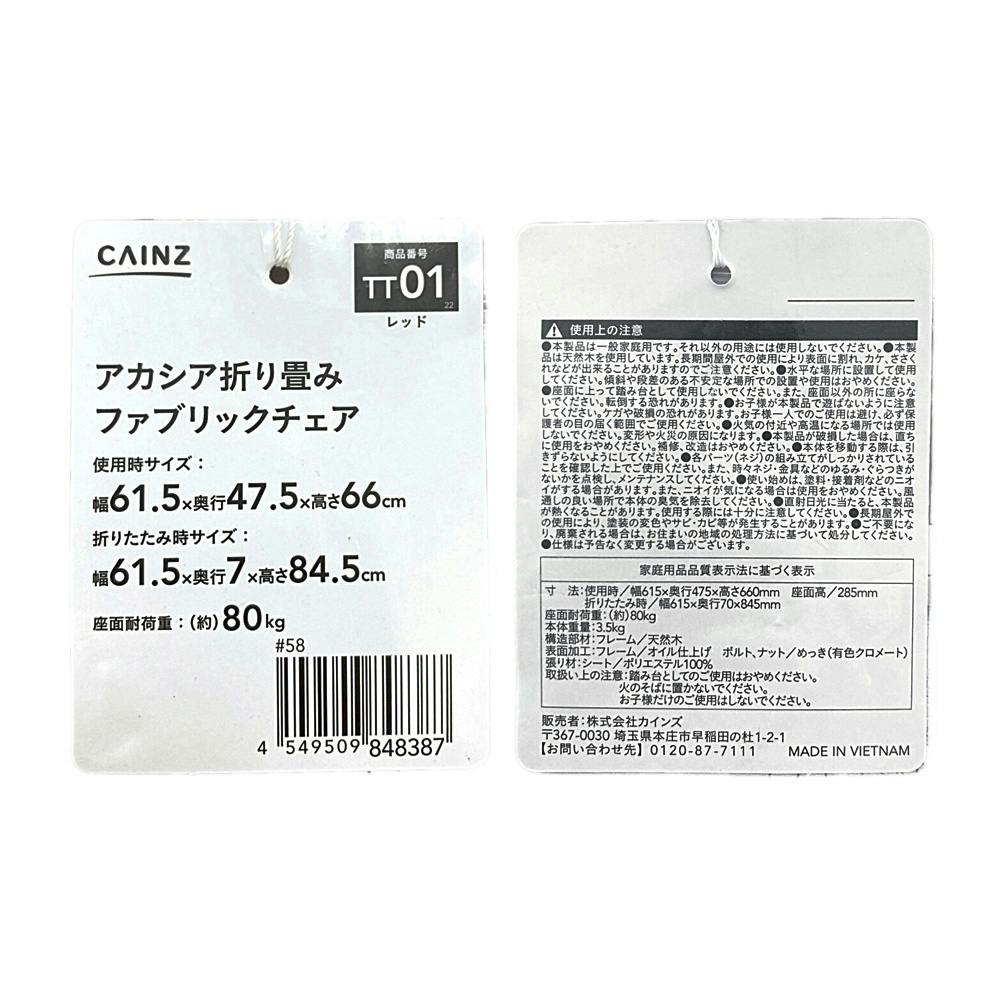 CAINZ
商品番号
TT01
22
レッド
アカシア折り畳み
ファブリックチェア
使用時サイズ：
幅61.5×奥行47.5×高さ66cm
折りたたみ時サイズ：
幅61.5×奥行7×高さ84.5cm
座面耐荷重：(約)80kg
#58
4 549509 848387
使用上の注意
●本製品は一般家庭用です。それ以外の用途には使用しないでください。●本製
品は天然木を使用しています。長期間屋外での使用により表面に割れ、カケ、ささく
れなどが出来ることがありますのでご注意ください。●水平な場所に設置して使用
してください。傾斜や段差のある不安定な場所での設置や使用はおやめください。
●座面に上って踏み台として使用しないでください。また、座面以外の所に座らな
いでください。転倒する恐れがあります。●お子様が本製品で遊ばないように注意
してください。ケガや破損の恐れがあります。お子様一人でのご使用は避け、必ず保
護者の目の届く範囲でご使用ください。●火気の付近や高温になる場所では使用
しないでください。変形や火災の原因になります。●本製品が破損した場合は、直ち
に使用をおやめください。補修、改造はおやめください。●本体を移動する際は、引
きずらないようにしてください。●各パーツ(ネジ)の組み立てがしっかりされている
ことを確認した上でご使用ください。また、時々ネジ・金具などのゆるみ・ぐらつきが
ないかを点検し、メンテナンスしてください。●使い始めは、塗料・接着剤などのニオ
イがする場合があります。また、ニオイが気になる場合は使用をおやめください。風
通しの良い場所で本体の臭気を除去してください。●直射日光に当たると、本製品
が熱くなることがあります。使用する際には十分に注意してください。●長期屋外で
の使用により、塗装の変色やサビ・カビ等が発生することがあります。●ご不要にな
り、廃棄される場合は、お住まいの地域の処理方法に基づいて処分してください。
●仕様は予告なく変更する場合がございます。
家庭用品品質表示法に基づく表示
寸　法：使用時／幅615×奥行475×高さ660mm　座面高／285mm
折りたたみ時／幅615×奥行70×845mm
座面耐荷重：(約)80kg
本体重量：3.5kg
構造部材：フレーム／天然木
表面加工：フレーム／オイル仕上げ　ボルト、ナット／めっき(有色クロメート)
張り材：シート／ポリエステル100%
取扱い上の注意：踏み台としてのご使用はおやめください。
火のそばに置かないでください。
お子様だけのご使用はしないでください。
販売者：株式会社カインズ
〒367-0030 埼玉県本庄市早稲田の杜1-2-1
【お問い合わせ先】0120-87-7111
MADE IN VIETNAM